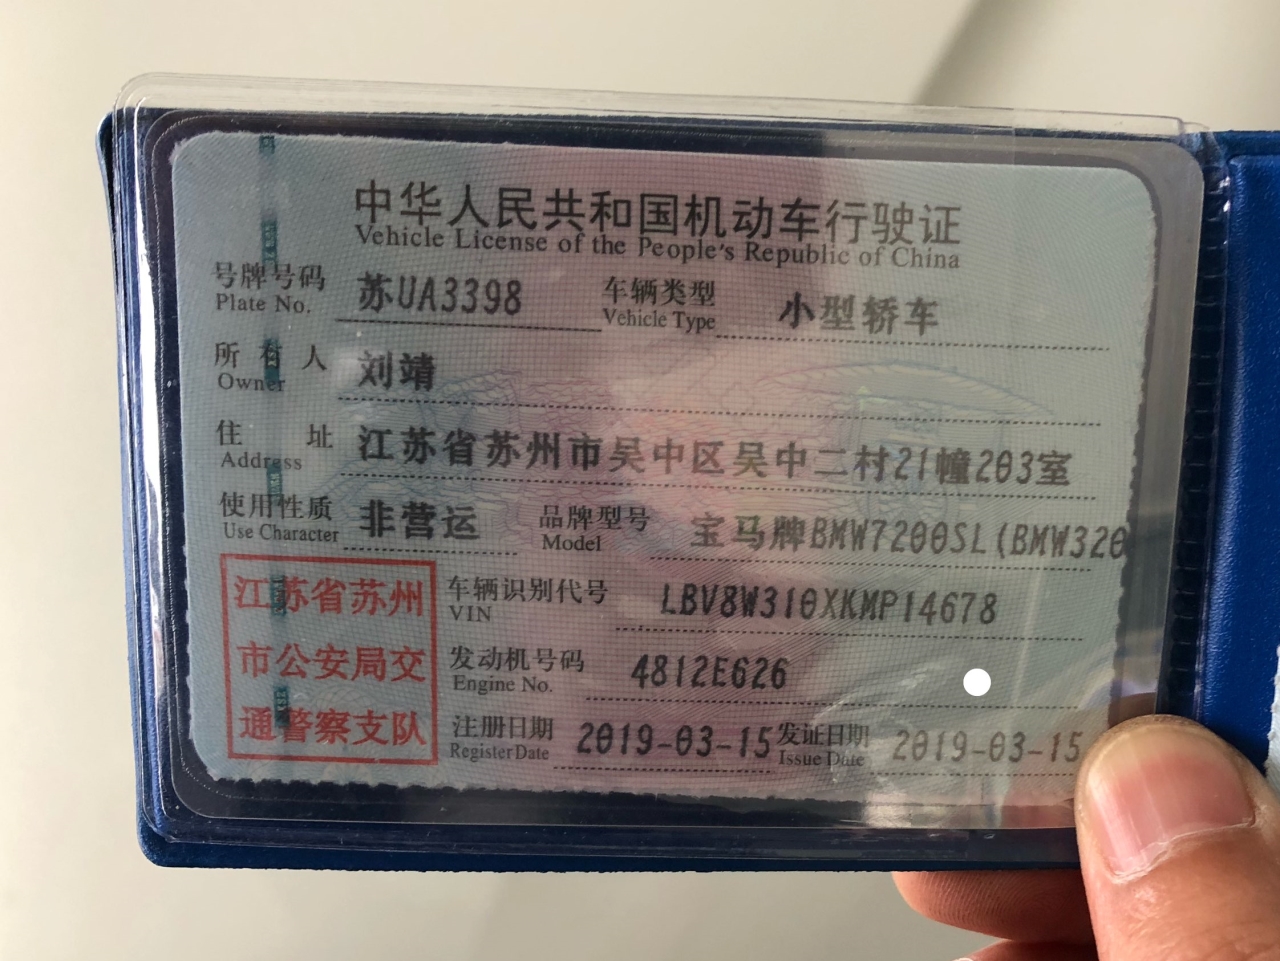 中华人民共和国机动车行驶证
Vehicle License of the People's Republic of China
号牌号码 苏UA3398 车辆类型 小型轿车
Plate No. Vehicle Type
所有人 刘靖
Owner
住址 江苏省苏州市吴中区吴中二村21幢203室
Address
使用性质 非营运 品牌型号 宝马牌BMW7200SL(BMW320
Use Character Model
江苏省苏州 车辆识别代号 LBV8W310XKMP14678
VIN
市公安局交 发动机号码 4812E626
Engine No.
通警察支队 注册日期 2019-03-15 发证日期 2019-03-15
Register Date Issue Date